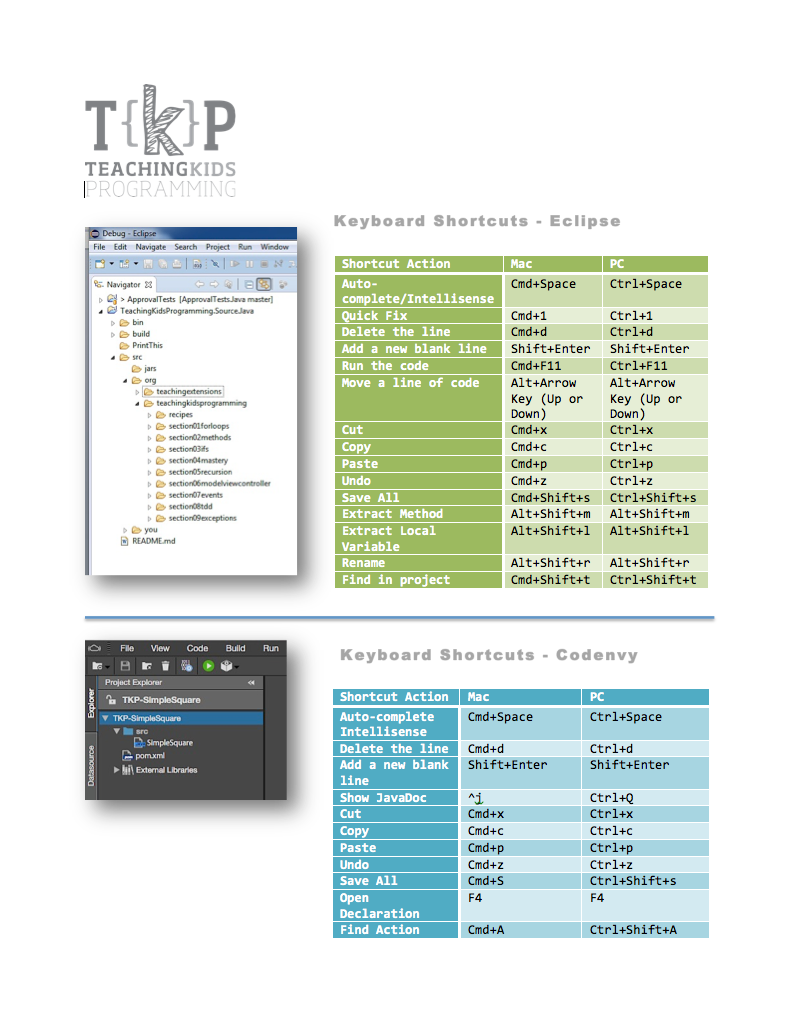 T{k}P
TEACHINGKIDS
PROGRAMMING
Keyboard Shortcuts - Eclipse
Debug - Eclipse
File Edit Navigate Search Project Run Window
Navigator
> ApprovalTests [ApprovalTests.Java master]
TeachingKidsProgramming.Source.Java
bin
build
PrintThis
src
jars
org
teachingextensions
teachingkidsprogramming
recipes
section01forloops
section02methods
section03ifs
section04mastery
section05recursion
section06modelviewcontroller
section07events
section08tdd
section09exceptions
you
README.md
Shortcut Action Mac PC
Auto- Cmd+Space Ctrl+Space
complete/Intellisense
Quick Fix Cmd+1 Ctrl+1
Delete the line Cmd+d Ctrl+d
Add a new blank line Shift+Enter Shift+Enter
Run the code Cmd+F11 Ctrl+F11
Move a line of code Alt+Arrow Alt+Arrow
Key (Up or Key (Up or
Down) Down)
Cut Cmd+x Ctrl+x
Copy Cmd+c Ctrl+c
Paste Cmd+p Ctrl+p
Undo Cmd+z Ctrl+z
Save All Cmd+Shift+s Ctrl+Shift+s
Extract Method Alt+Shift+m Alt+Shift+m
Extract Local Alt+Shift+l Alt+Shift+l
Variable
Rename Alt+Shift+r Alt+Shift+r
Find in project Cmd+Shift+t Ctrl+Shift+t
Keyboard Shortcuts - Codenvy
File View Code Build Run
Project Explorer
Explorer
TKP-SimpleSquare
TKP-SimpleSquare
src
SimpleSquare
pom.xml
External Libraries
Datasource
Shortcut Action Mac PC
Auto-complete Cmd+Space Ctrl+Space
Intellisense
Delete the line Cmd+d Ctrl+d
Add a new blank Shift+Enter Shift+Enter
line
Show JavaDoc ^j Ctrl+Q
Cut Cmd+x Ctrl+x
Copy Cmd+c Ctrl+c
Paste Cmd+p Ctrl+p
Undo Cmd+z Ctrl+z
Save All Cmd+S Ctrl+Shift+s
Open F4 F4
Declaration
Find Action Cmd+A Ctrl+Shift+A